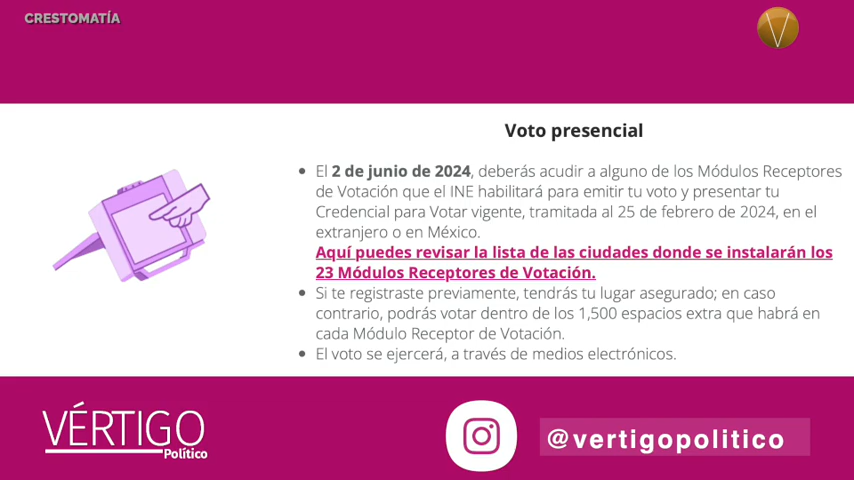 CRESTOMATÍA
V
Voto presencial
• El 2 de junio de 2024, deberás acudir a alguno de los Módulos Receptores
de Votación que el INE habilitará para emitir tu voto y presentar tu
Credencial para Votar vigente, tramitada al 25 de febrero de 2024, en el
extranjero o en México.
Aquí puedes revisar la lista de las ciudades donde se instalarán los
23 Módulos Receptores de Votación.
• Si te registraste previamente, tendrás tu lugar asegurado; en caso
contrario, podrás votar dentro de los 1,500 espacios extra que habrá en
cada Módulo Receptor de Votación.
• El voto se ejercerá, a través de medios electrónicos.
VÉRTIGO
Político
@vertigopolitico